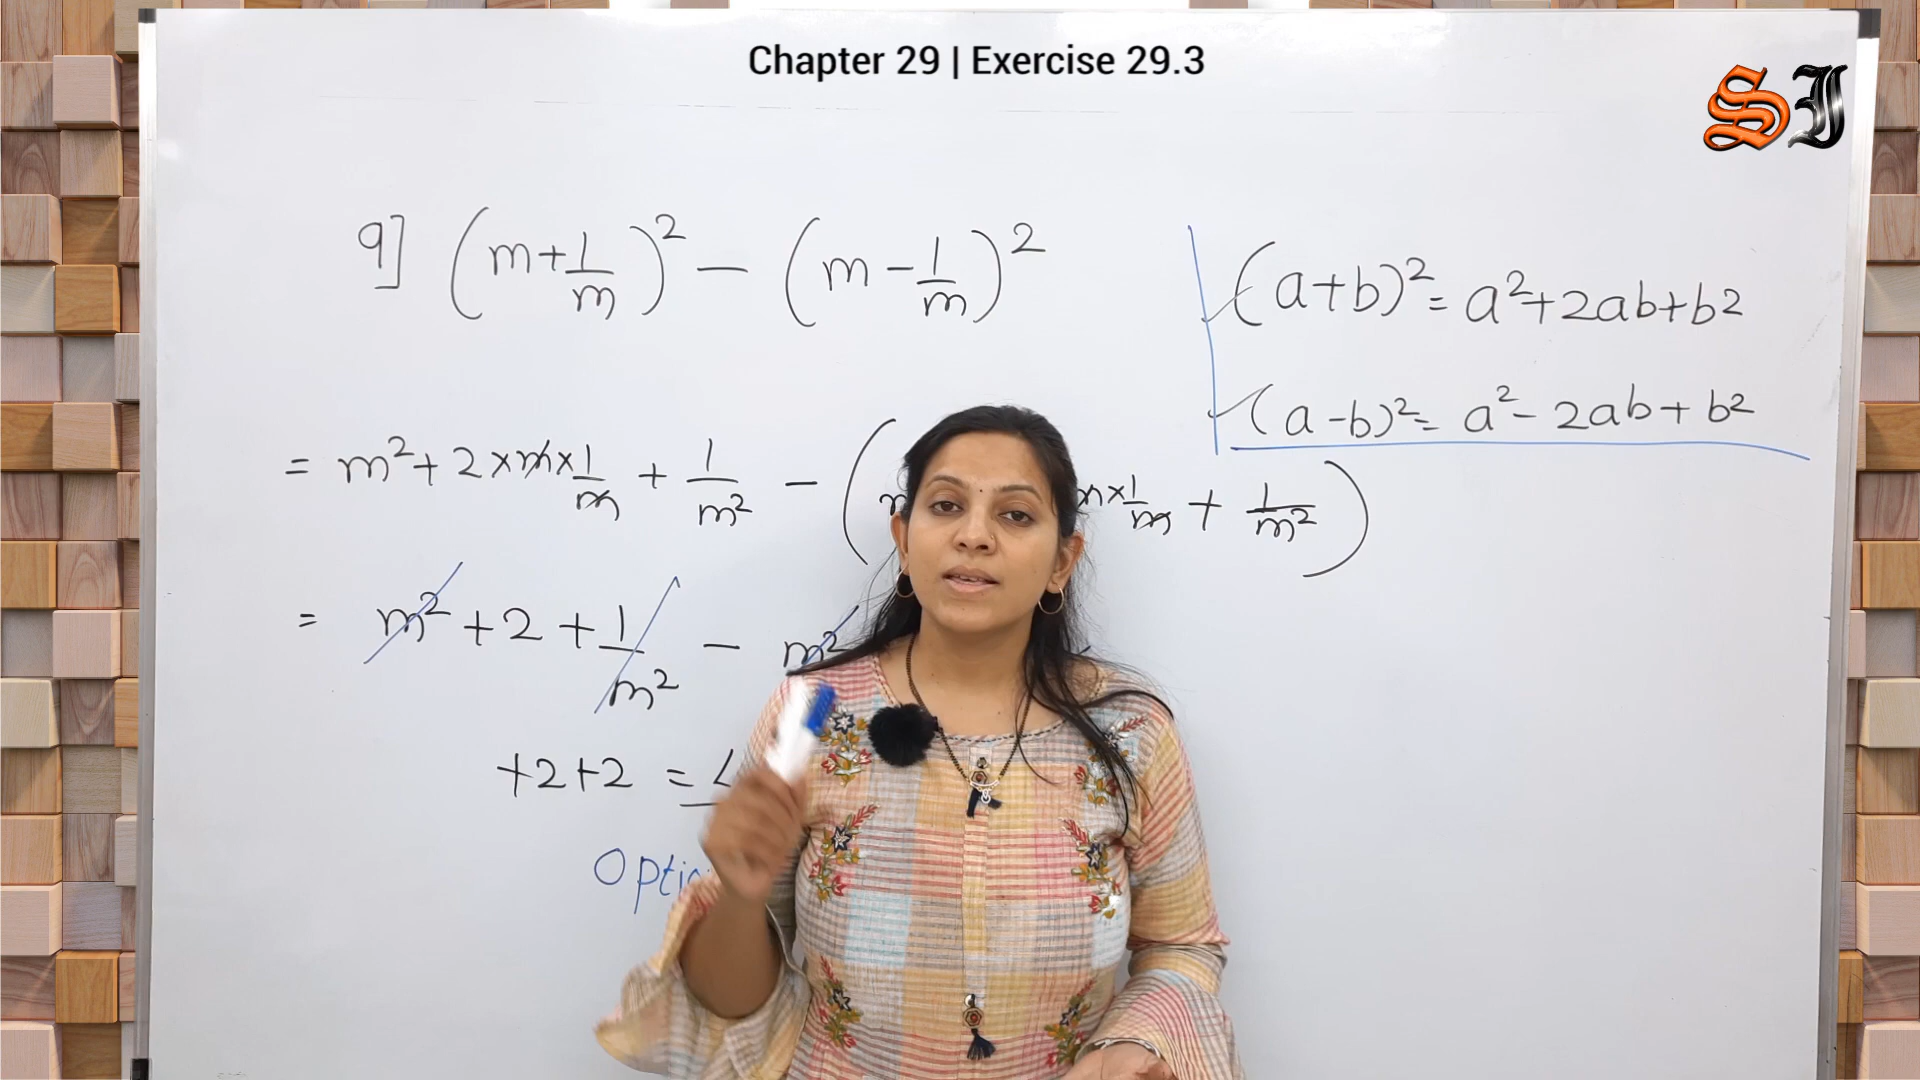 Chapter 29 | Exercise 29.3
SJ
9] (m+1/m)² − (m−1/m)²
(a+b)² = a²+2ab+b²
(a-b)² = a²-2ab+b²
= m²+2×m×1/m + 1/m² − ( ×1/m + 1/m² )
= m²+2+1/m² − m²
+2+2 =